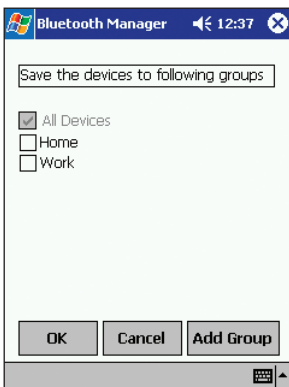 Bluetooth Manager 12:37
Save the devices to following groups
All Devices
Home
Work
OK Cancel Add Group